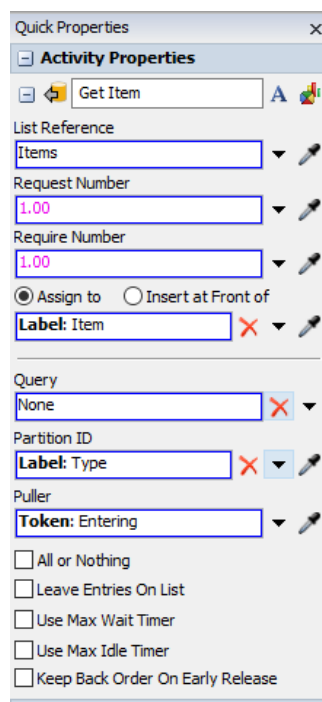 Quick Properties
Activity Properties
Get Item
A
List Reference
Items
Request Number
1.00
Require Number
1.00
Assign to Insert at Front of
Label: Item
Query
None
Partition ID
Label: Type
Puller
Token: Entering
All or Nothing
Leave Entries On List
Use Max Wait Timer
Use Max Idle Timer
Keep Back Order On Early Release